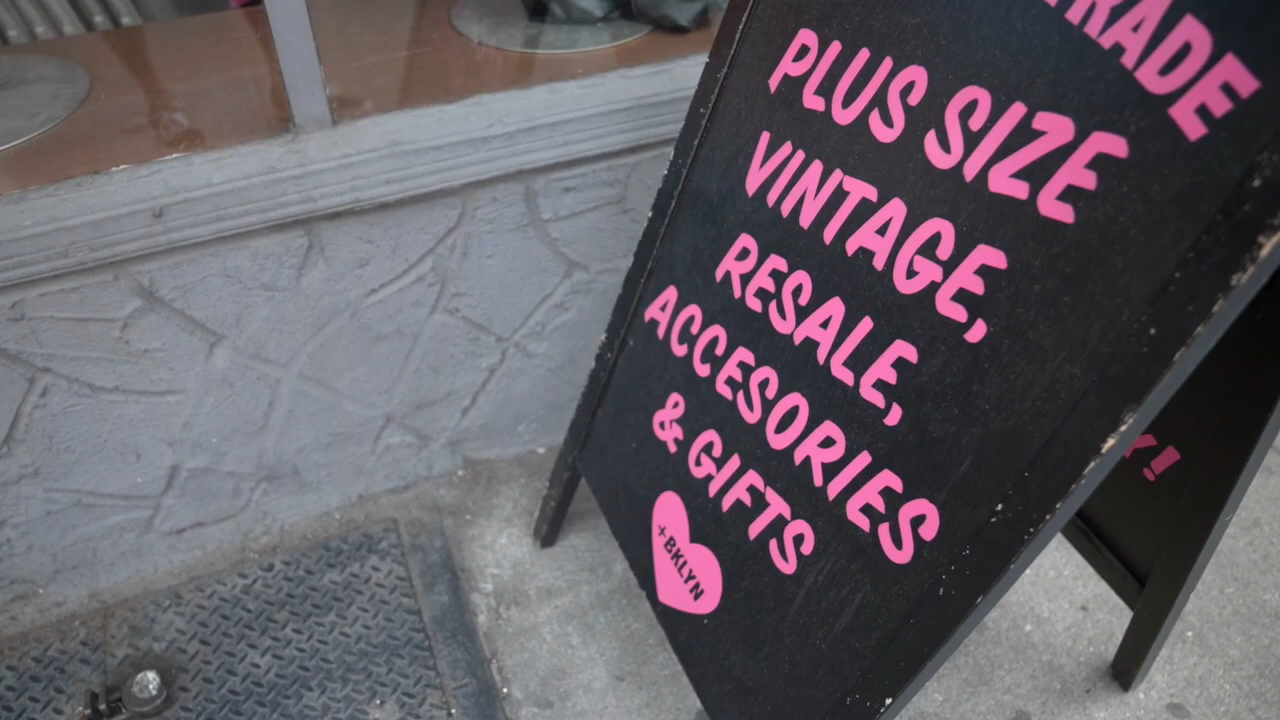 TRADE
PLUS SIZE
VINTAGE,
RESALE,
ACCESORIES
& GIFTS
+BKLYN